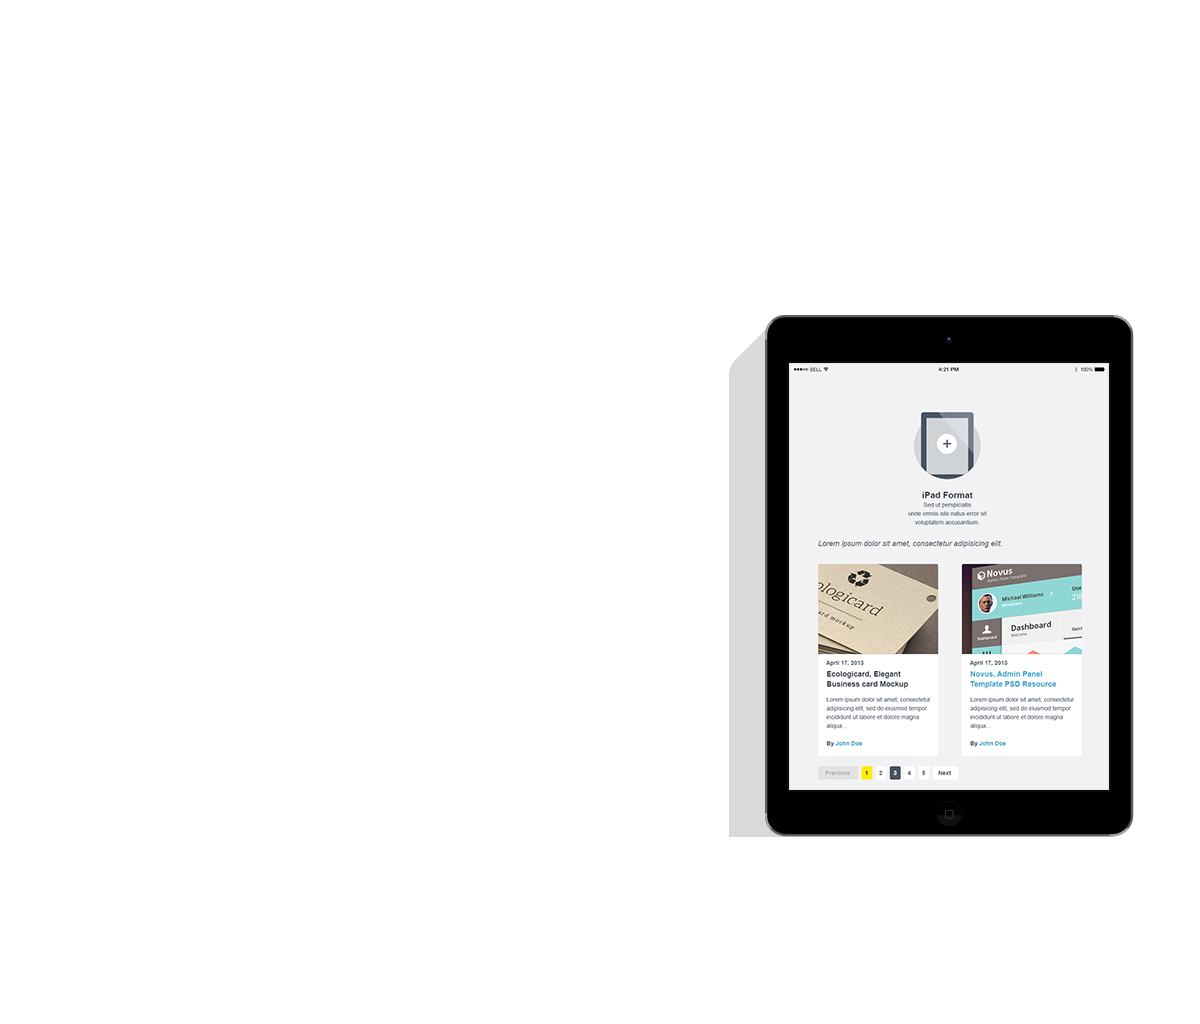 BELL 4:21 PM 100%
iPad Format
Sed ut perspiciatis
unde omnis iste natus error sit
voluptatem accusantium.
Lorem ipsum dolor sit amet, consectetur adipisicing elit.
ologicard
ard mockup
April 17, 2013
Ecologicard, Elegant
Business card Mockup
Lorem ipsum dolor sit amet, consectetur
adipisicing elit, sed do eiusmod tempor
incididunt ut labore et dolore magna
aliqua...
By John Doe
Novus
Admin Panel Template
Michael Williams
Use
218
Dashboard
Dashboard
Welcome
Quick
April 17, 2013
Novus, Admin Panel
Template PSD Resource
Lorem ipsum dolor sit amet, consectetur
adipisicing elit, sed do eiusmod tempor
incididunt ut labore et dolore magna
aliqua...
By John Doe
Previous 1 2 3 4 5 Next